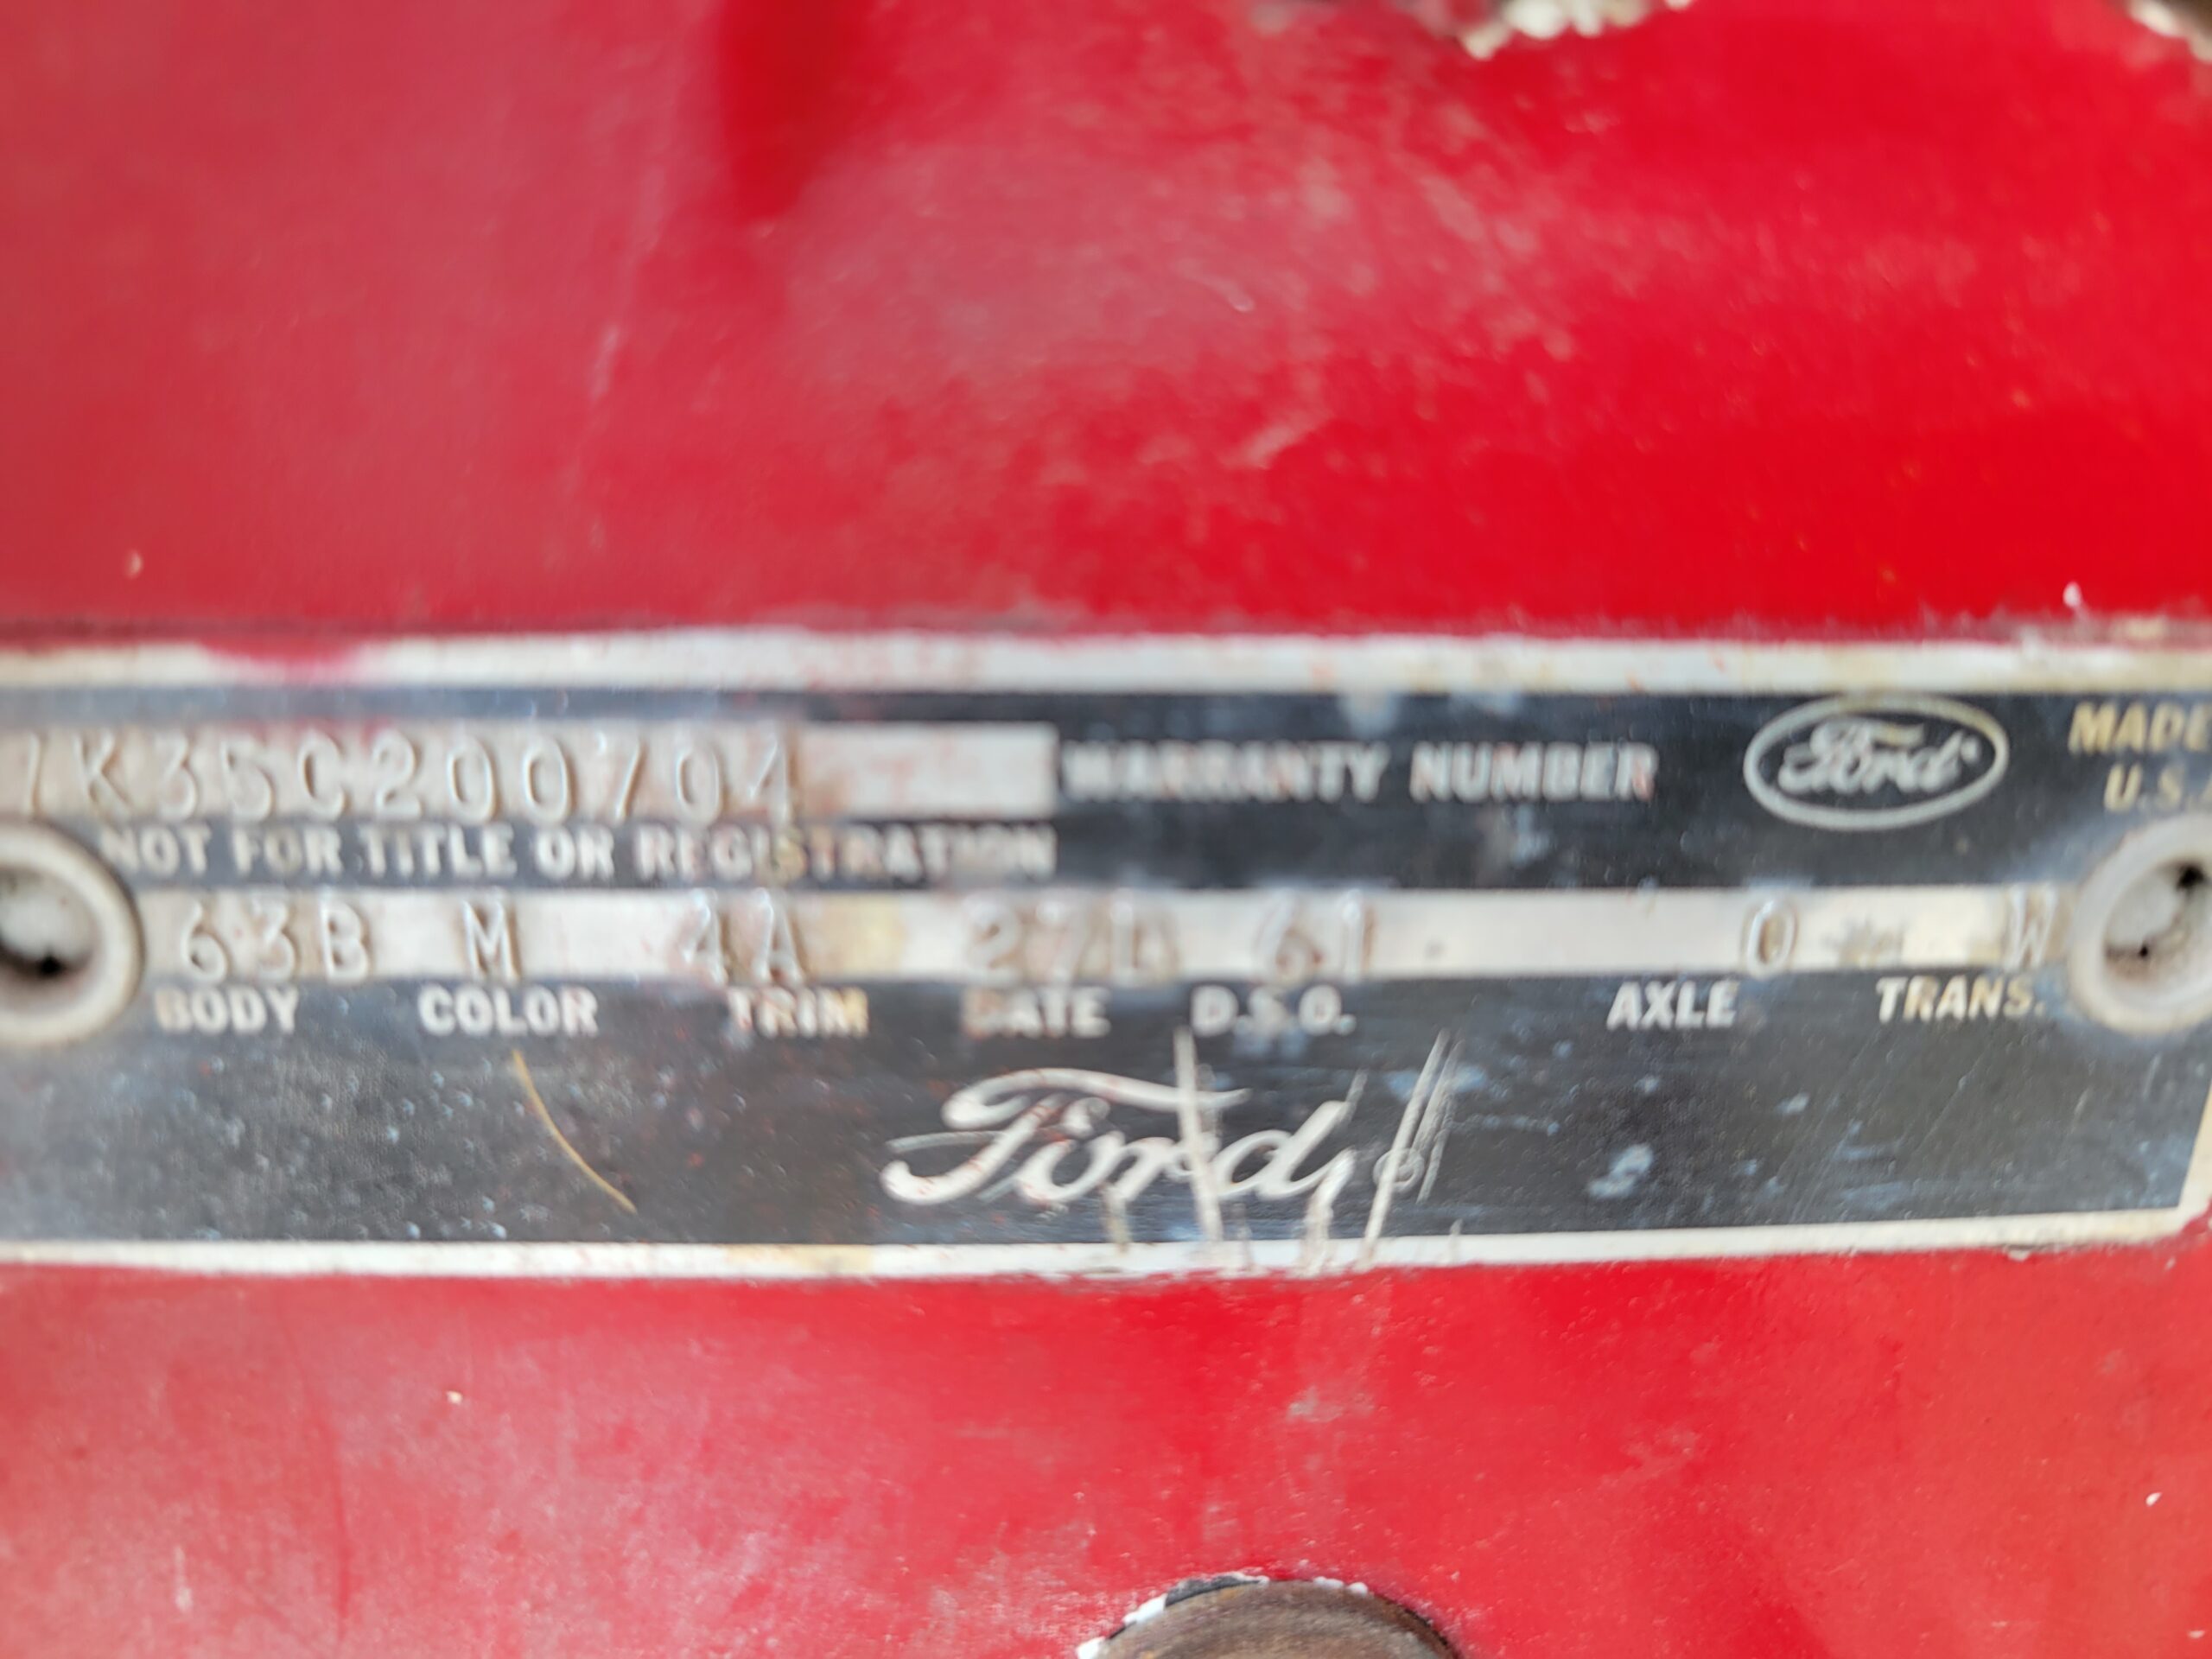 7K35C200704 WARRANTY NUMBER Ford MADE
U.S.
NOT FOR TITLE OR REGISTRATION
63B M 4A 27L 61 0 W
BODY COLOR TRIM DATE D.S.O. AXLE TRANS.
Ford